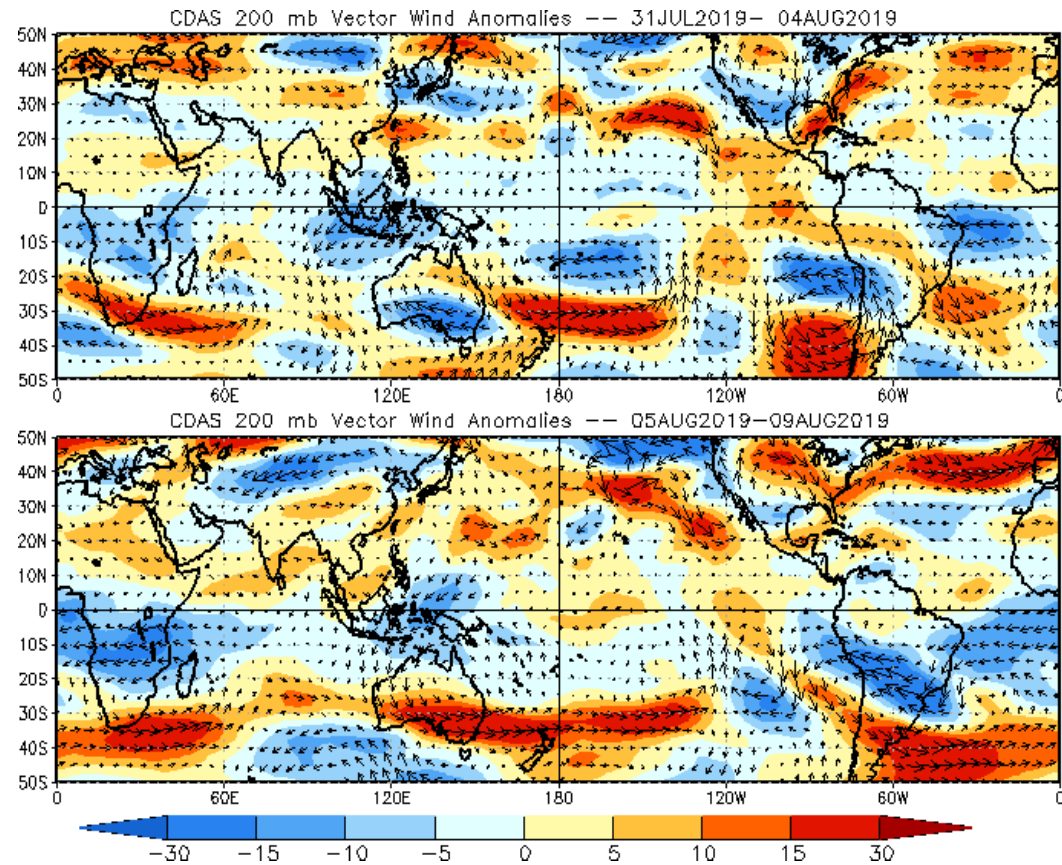 CDAS 200 mb Vector Wind Anomalies -- 31JUL2019- 04AUG2019
50N
40N
30N
20N
10N
0
10S
20S
30S
40S
50S
0 60E 120E 180 120W 60W 0
CDAS 200 mb Vector Wind Anomalies -- 05AUG2019-09AUG2019
50N
40N
30N
20N
10N
0
10S
20S
30S
40S
50S
0 60E 120E 180 120W 60W 0
-30 -15 -10 -5 0 5 10 15 30